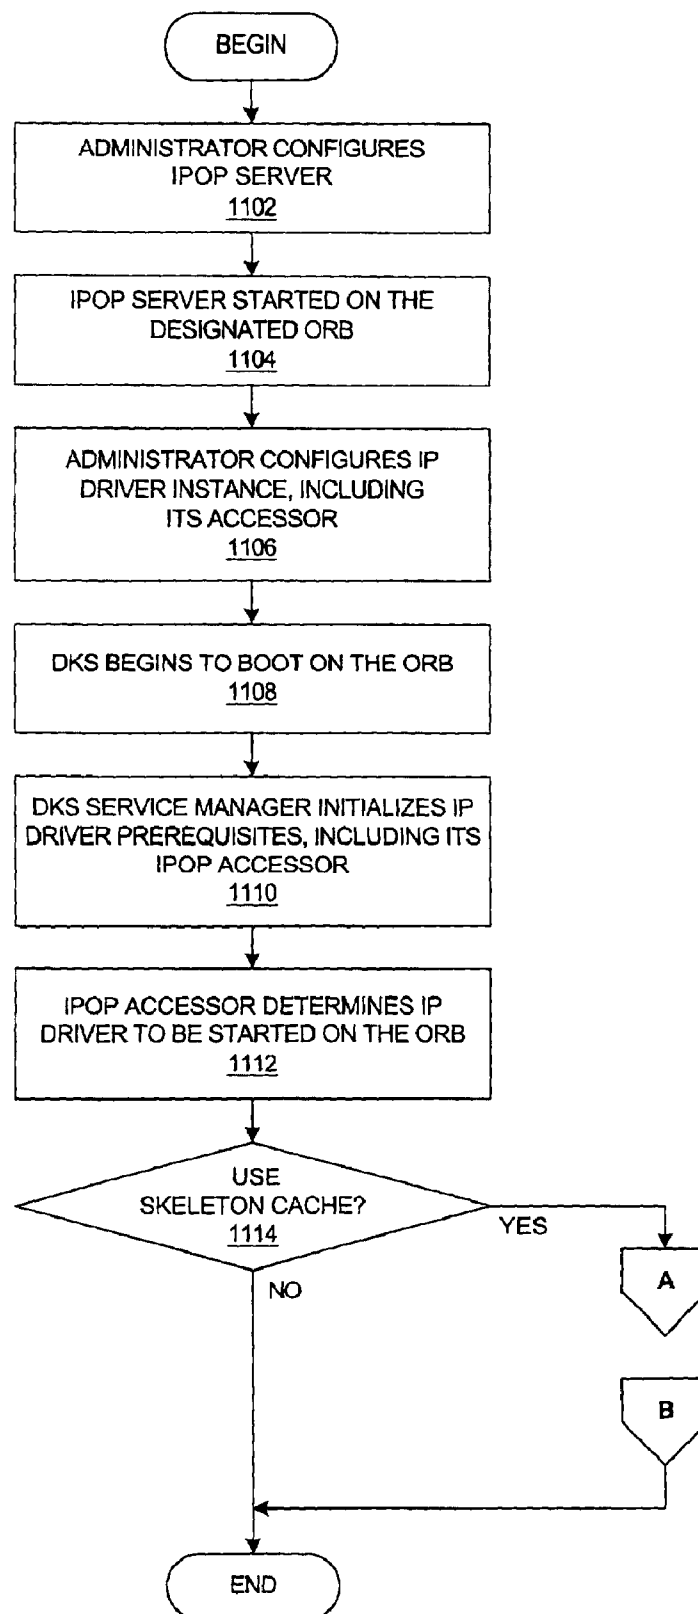 BEGIN
ADMINISTRATOR CONFIGURES
IPOP SERVER
1102
IPOP SERVER STARTED ON THE
DESIGNATED ORB
1104
ADMINISTRATOR CONFIGURES IP
DRIVER INSTANCE, INCLUDING
ITS ACCESSOR
1106
DKS BEGINS TO BOOT ON THE ORB
1108
DKS SERVICE MANAGER INITIALIZES IP
DRIVER PREREQUISITES, INCLUDING ITS
IPOP ACCESSOR
1110
IPOP ACCESSOR DETERMINES IP
DRIVER TO BE STARTED ON THE ORB
1112
USE
SKELETON CACHE?
1114
YES
NO
A
B
END